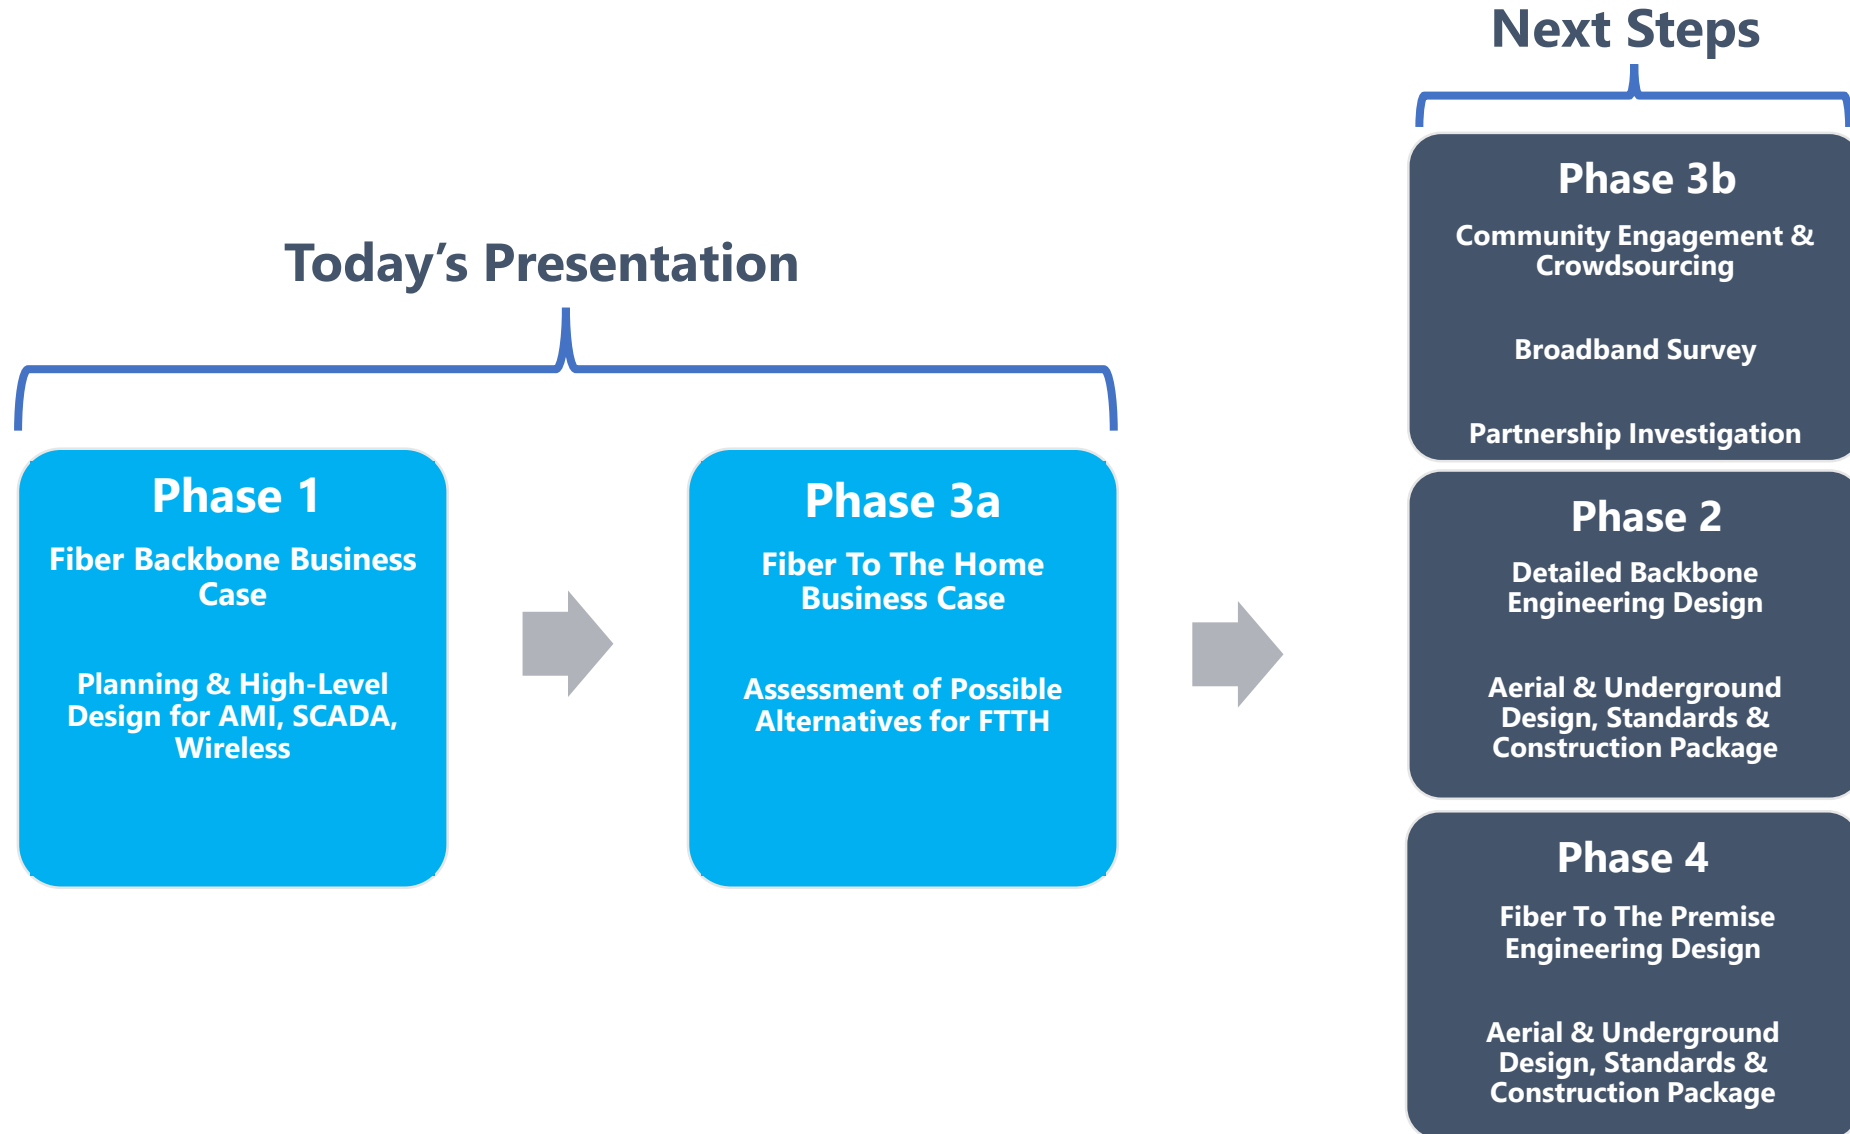 Today’s Presentation
Phase 1
Fiber Backbone Business
Case
Planning & High-Level
Design for AMI, SCADA,
Wireless
Phase 3a
Fiber To The Home
Business Case
Assessment of Possible
Alternatives for FTTH
Next Steps
Phase 3b
Community Engagement &
Crowdsourcing
Broadband Survey
Partnership Investigation
Phase 2
Detailed Backbone
Engineering Design
Aerial & Underground
Design, Standards &
Construction Package
Phase 4
Fiber To The Premise
Engineering Design
Aerial & Underground
Design, Standards &
Construction Package